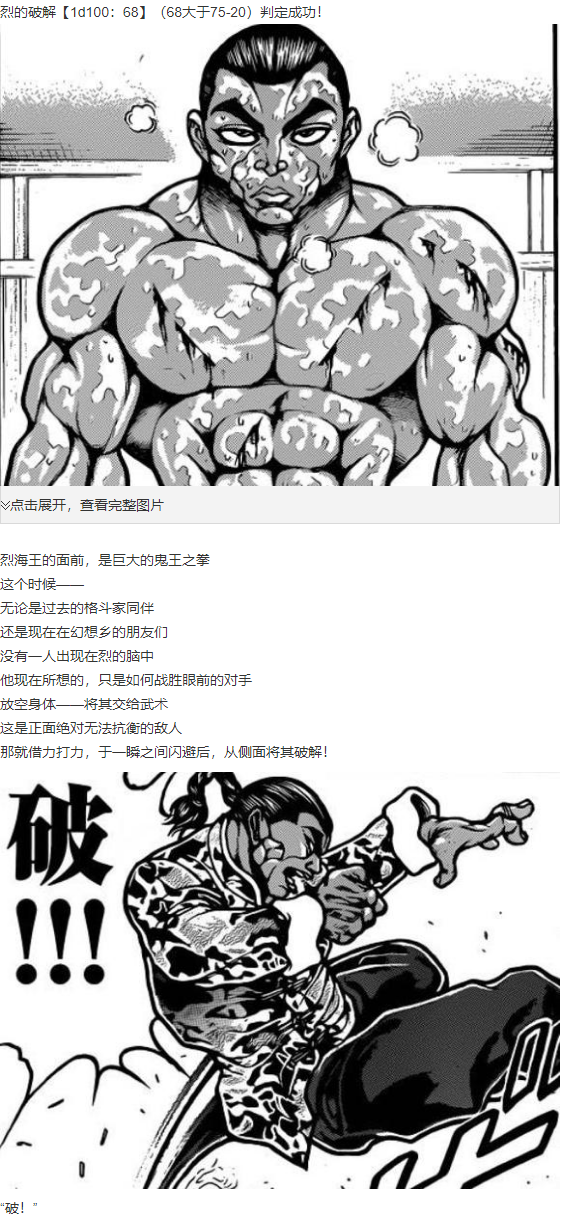 烈的破解【1d100：68】（68大于75-20）判定成功！
点击展开，查看完整图片
烈海王的面前，是巨大的鬼王之拳
这个时候——
无论是过去的格斗家同伴
还是现在在幻想乡的朋友们
没有一人出现在烈的脑中
他现在所想的，只是如何战胜眼前的对手
放空身体——将其交给武术
这是正面绝对无法抗衡的敌人
那就借力打力，于一瞬之间闪避后，从侧面将其破解！
破!!!
“破！”